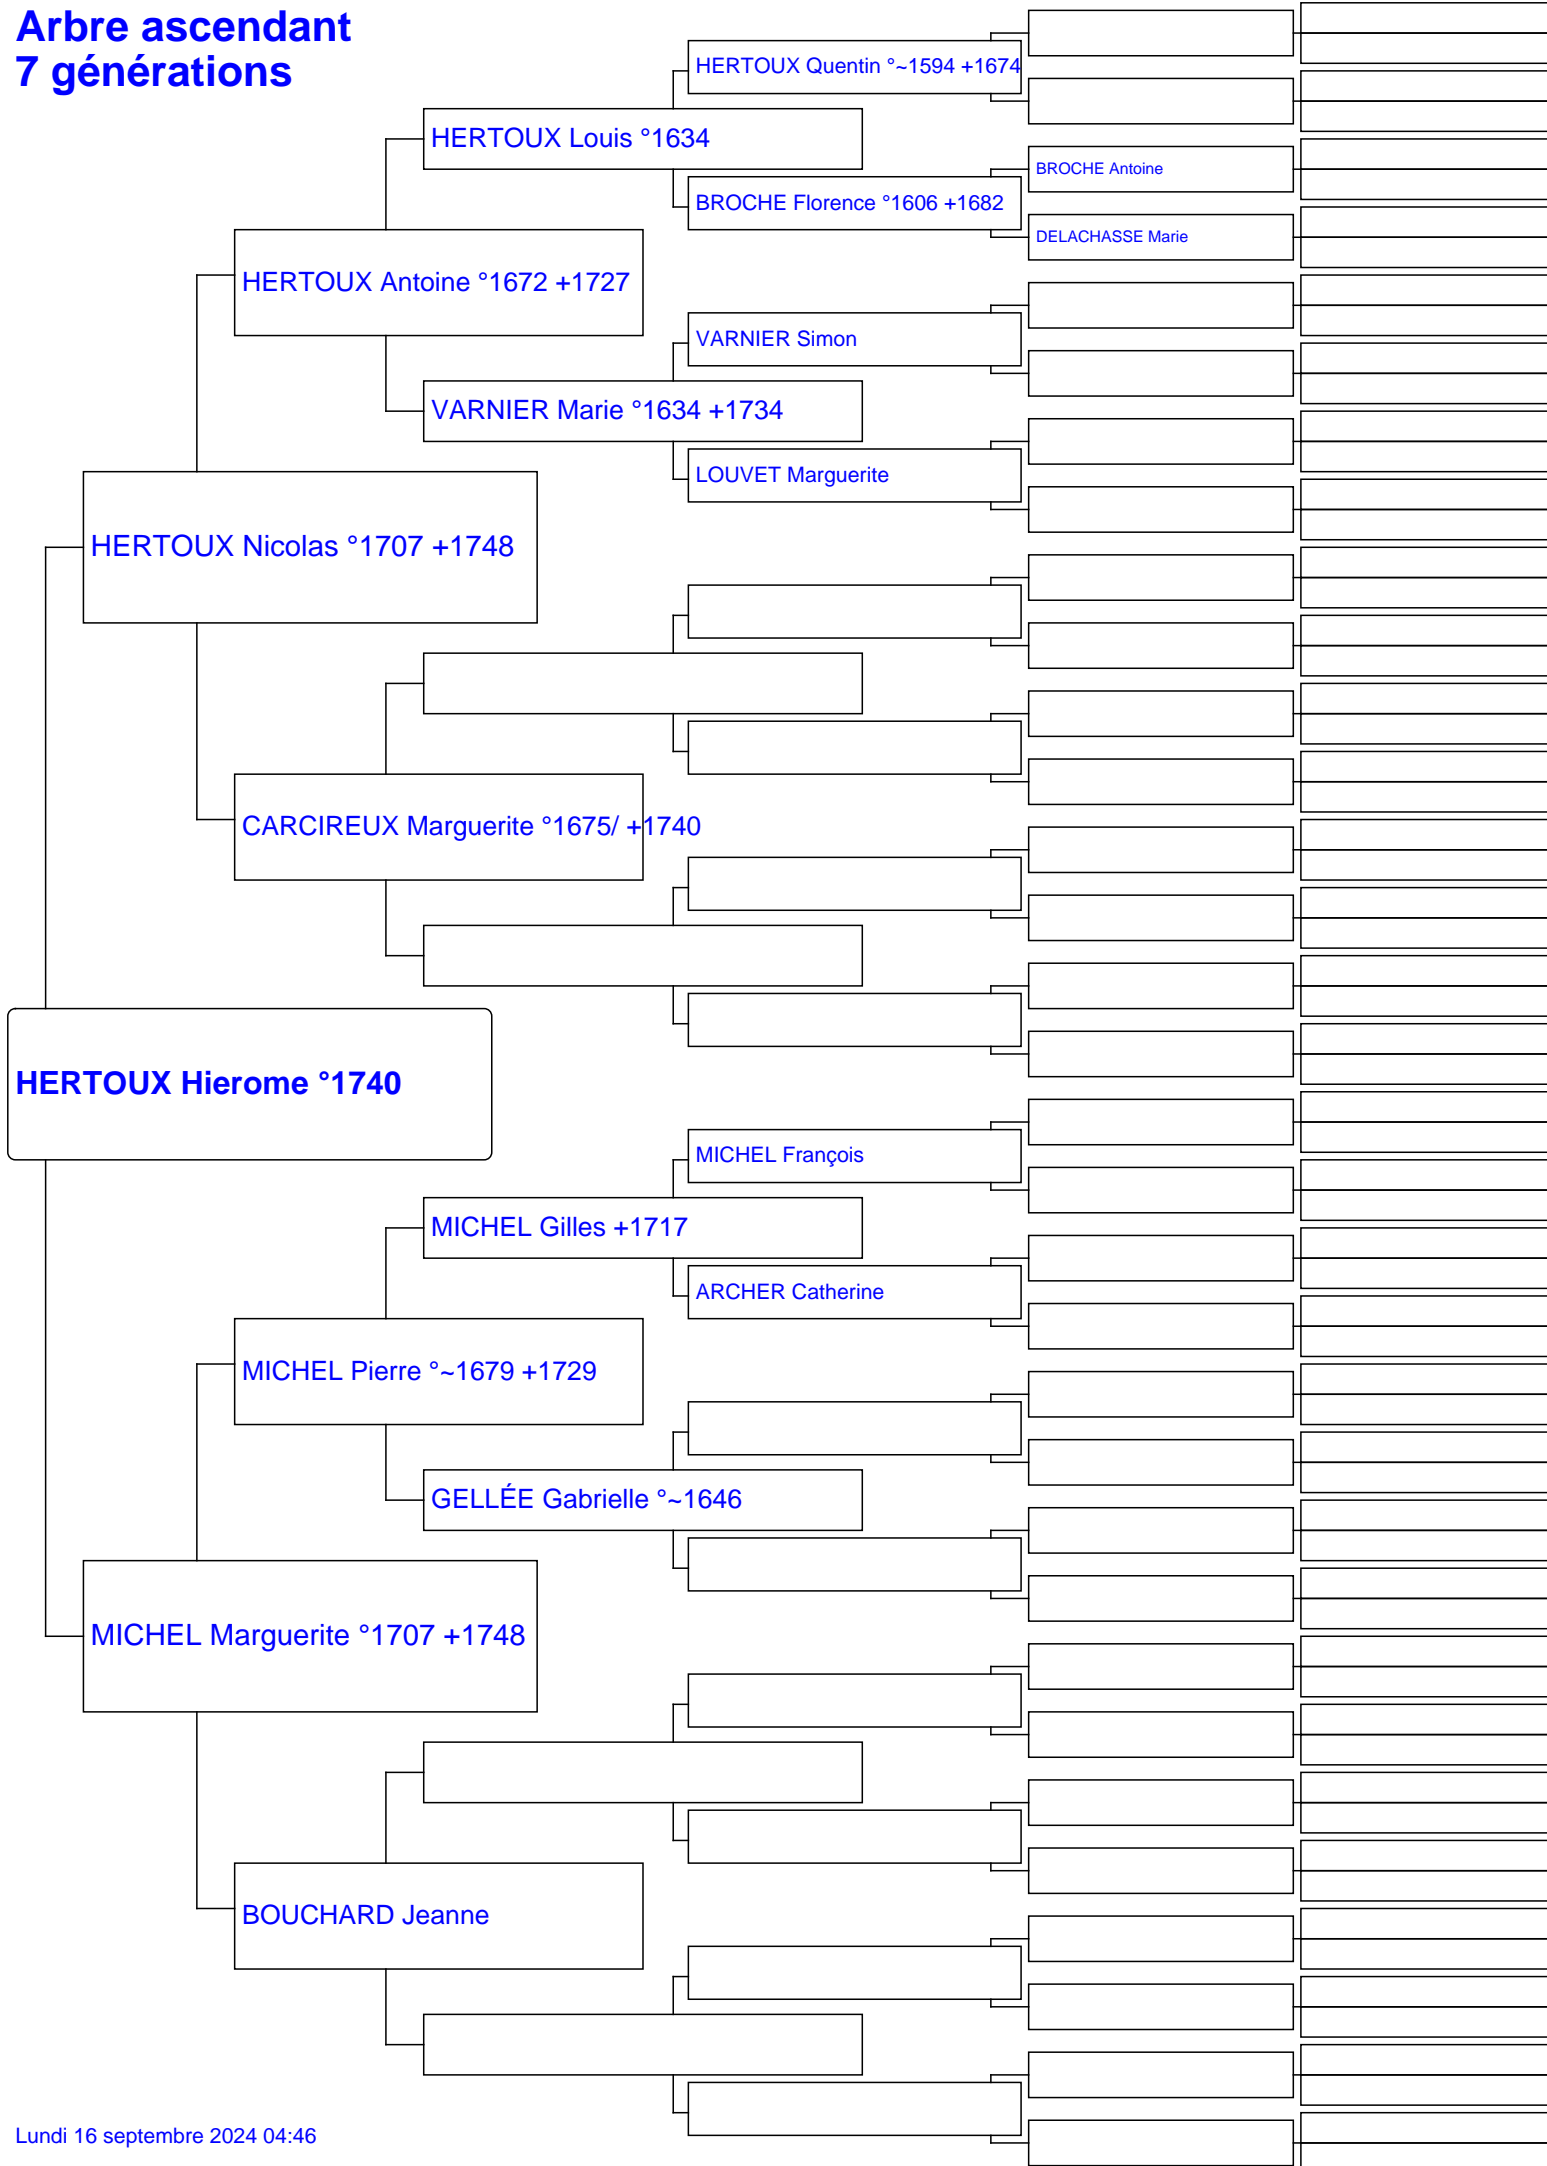 Arbre ascendant
7 générations
HERTOUX Quentin °~1594 +1674
HERTOUX Louis °1634
BROCHE Antoine
BROCHE Florence °1606 +1682
DELACHASSE Marie
HERTOUX Antoine °1672 +1727
VARNIER Simon
VARNIER Marie °1634 +1734
LOUVET Marguerite
HERTOUX Nicolas °1707 +1748
CARCIREUX Marguerite °1675/ +1740
HERTOUX Hierome °1740
MICHEL François
MICHEL Gilles +1717
ARCHER Catherine
MICHEL Pierre °~1679 +1729
GELLÉE Gabrielle °~1646
MICHEL Marguerite °1707 +1748
BOUCHARD Jeanne
Lundi 16 septembre 2024 04:46